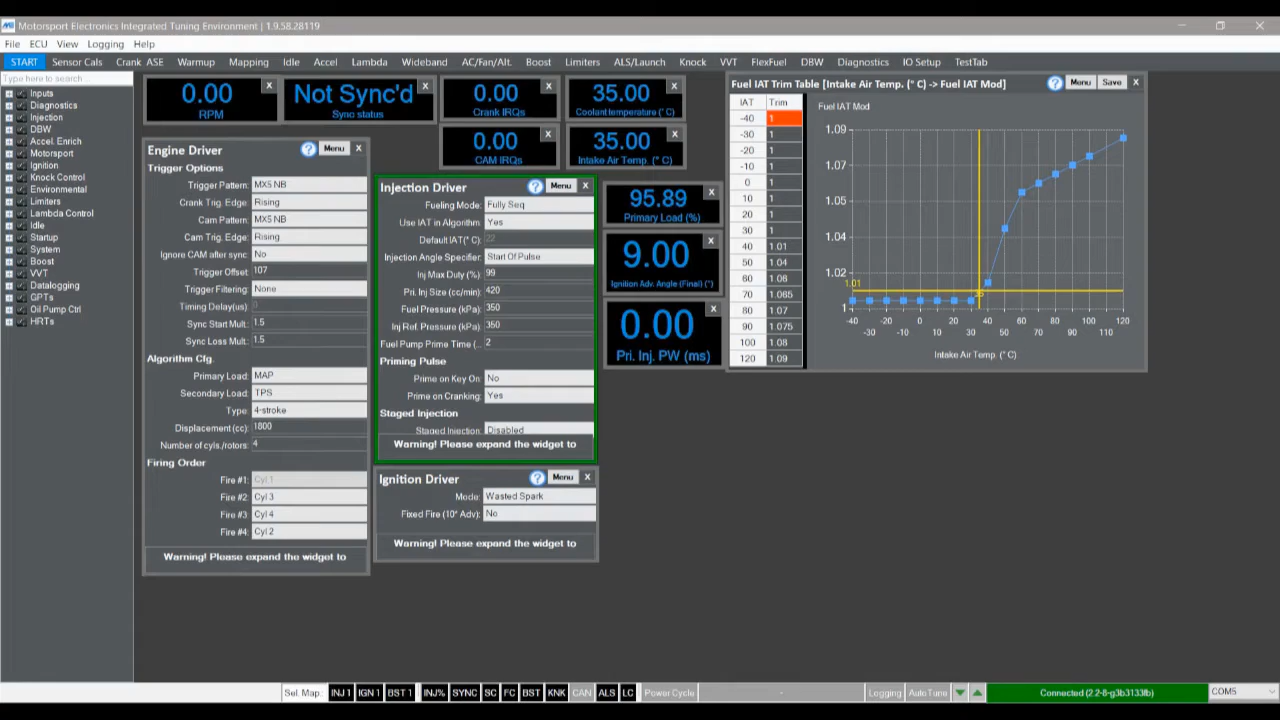 Motorsport Electronics Integrated Tuning Environment | 1.9.58.28119
File ECU View Logging Help
START Sensor Cals Crank ASE Warmup Mapping Idle Accel Lambda Wideband AC/Fan/Alt. Boost Limiters ALS/Launch Knock VVT FlexFuel DBW Diagnostics IO Setup TestTab
Type here to search...
Inputs
Diagnostics
Injection
DBW
Accel. Enrich
Motorsport
Ignition
Knock Control
Environmental
Limiters
Lambda Control
Idle
Startup
System
Boost
VVT
Datalogging
GPTs
Oil Pump Ctrl
HRTs
0.00 X
RPM
Not Sync'd X
Sync status
0.00 X
Crank IRQs
35.00 X
Coolant temperature (° C)
0.00 X
CAM IRQs
35.00 X
Intake Air Temp. (° C)
Engine Driver ? Menu X
Trigger Options
Trigger Pattern: MX5 NB
Crank Trig. Edge: Rising
Cam Pattern: MX5 NB
Cam Trig. Edge: Rising
Ignore CAM after sync: No
Trigger Offset: 107
Trigger Filtering: None
Timing Delay(us): 0
Sync Start Mult.: 1.5
Sync Loss Mult.: 1.5
Algorithm Cfg.
Primary Load: MAP
Secondary Load: TPS
Type: 4-stroke
Displacement (cc): 1800
Number of cyls./rotors: 4
Firing Order
Fire #1: Cyl 1
Fire #2: Cyl 3
Fire #3: Cyl 4
Fire #4: Cyl 2
Warning! Please expand the widget to
Injection Driver ? Menu X
Fueling Mode: Fully Seq
Use IAT in Algorithm: Yes
Default IAT(° C): 22
Injection Angle Specifier: Start Of Pulse
Inj Max Duty (%): 99
Pri. Inj Size (cc/min): 420
Fuel Pressure (kPa): 350
Inj Ref. Pressure (kPa): 350
Fuel Pump Prime Time (... 2
Priming Pulse
Prime on Key On: No
Prime on Cranking: Yes
Staged Injection
Staged Injection: Disabled
Warning! Please expand the widget to
Ignition Driver ? Menu X
Mode: Wasted Spark
Fixed Fire (10° Adv): No
Warning! Please expand the widget to
95.89 X
Primary Load (%)
9.00 X
Ignition Adv. Angle (Final) (°)
0.00 X
Pri. Inj. PW (ms)
Fuel IAT Trim Table [Intake Air Temp. (° C) -> Fuel IAT Mod] ? Menu Save X
IAT Trim
-40 1
-30 1
-20 1
-10 1
0 1
10 1
20 1
30 1
40 1.01
50 1.04
60 1.06
70 1.065
80 1.07
90 1.075
100 1.08
120 1.09
Fuel IAT Mod
1.09
1.07
1.05
1.04
1.02
1.01
35
1
-40 -20 0 20 40 60 80 100 120
-30 -10 10 30 50 70 90 110
Intake Air Temp. (° C)
Sel. Map: INJ 1 IGN 1 BST 1 INJ% SYNC SC FC BST KNK CAN ALS LC Power Cycle - Logging AutoTune Connected (2.2-8-g3b3133fb) COM5